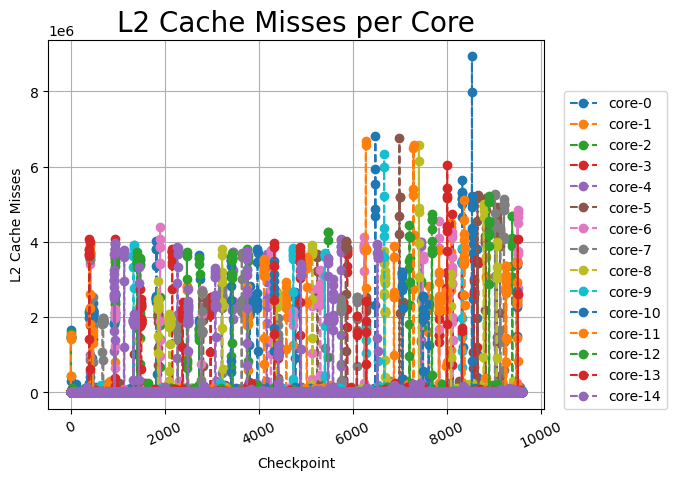 L2 Cache Misses per Core
1e6
8
6
4
2
0
L2 Cache Misses
0
2000
4000
6000
8000
10000
Checkpoint
core-0
core-1
core-2
core-3
core-4
core-5
core-6
core-7
core-8
core-9
core-10
core-11
core-12
core-13
core-14